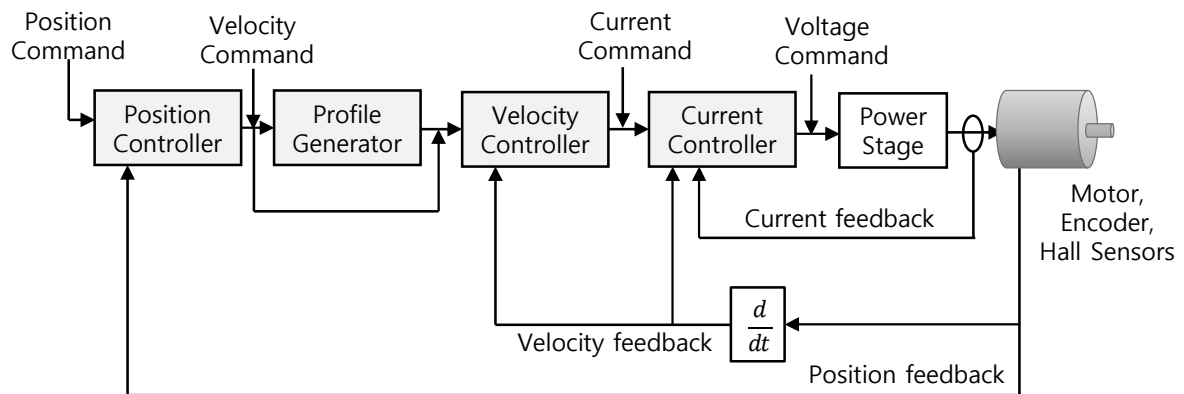 Position
Command
Velocity
Command
Current
Command
Voltage
Command
Position
Controller
Profile
Generator
Velocity
Controller
Current
Controller
Power
Stage
Motor,
Encoder,
Hall Sensors
Current feedback
d
dt
Velocity feedback
Position feedback